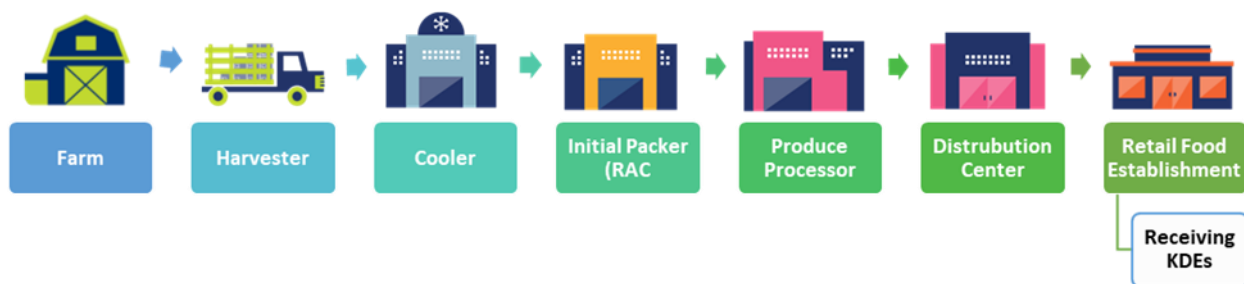 Farm
Harvester
Cooler
Initial Packer
(RAC
Produce
Processor
Distrubution
Center
Retail Food
Establishment
Receiving
KDEs